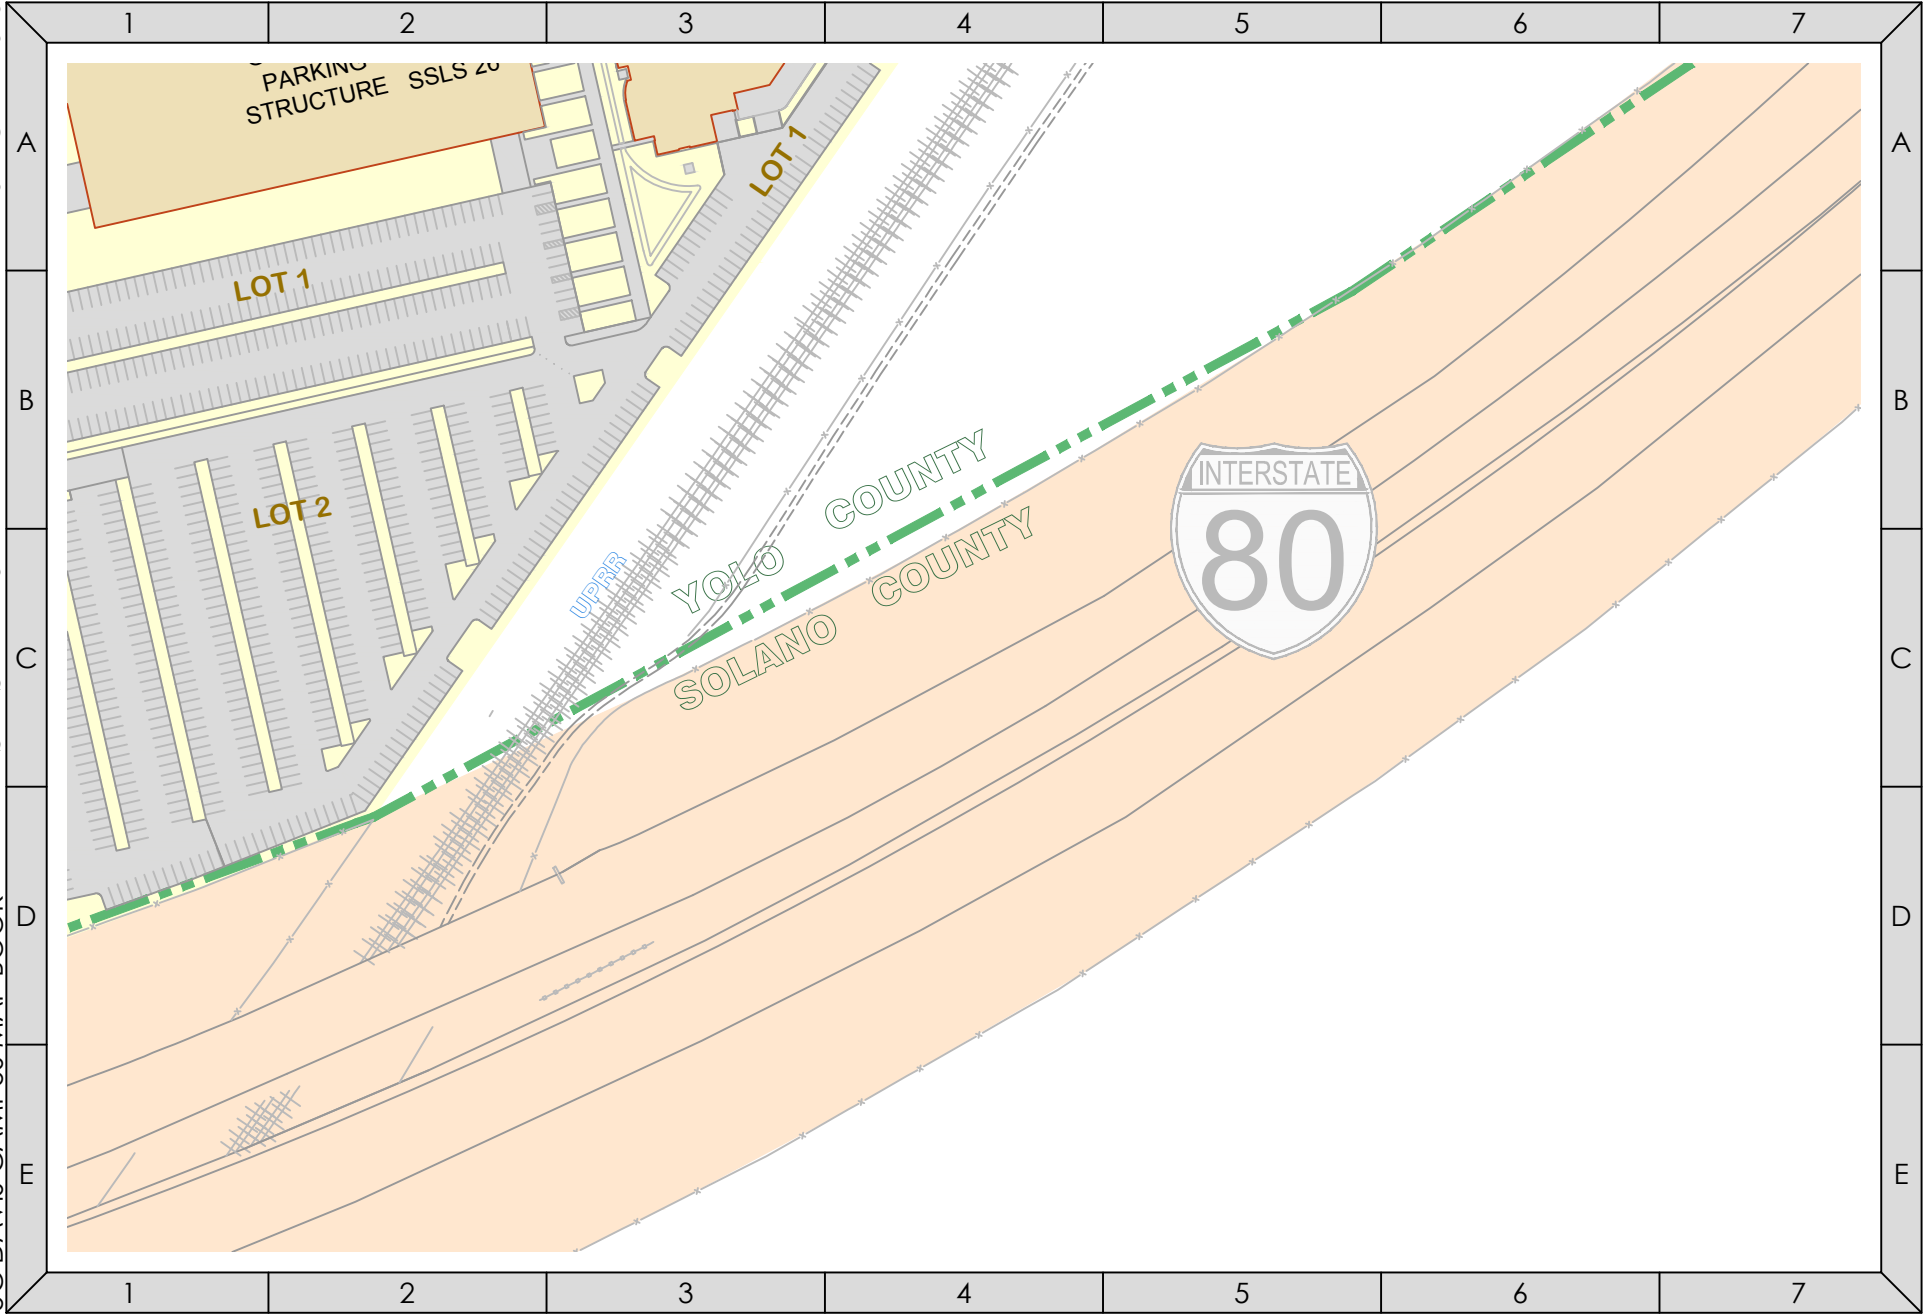 1 2 3 4 5 6 7
PARKING
STRUCTURE SSLS 26
A A
LOT 1
LOT 1
B B
LOT 2
INTERSTATE
80
YOLO COUNTY
SOLANO COUNTY
UPRR
C C
D D
E E
1 2 3 4 5 6 7